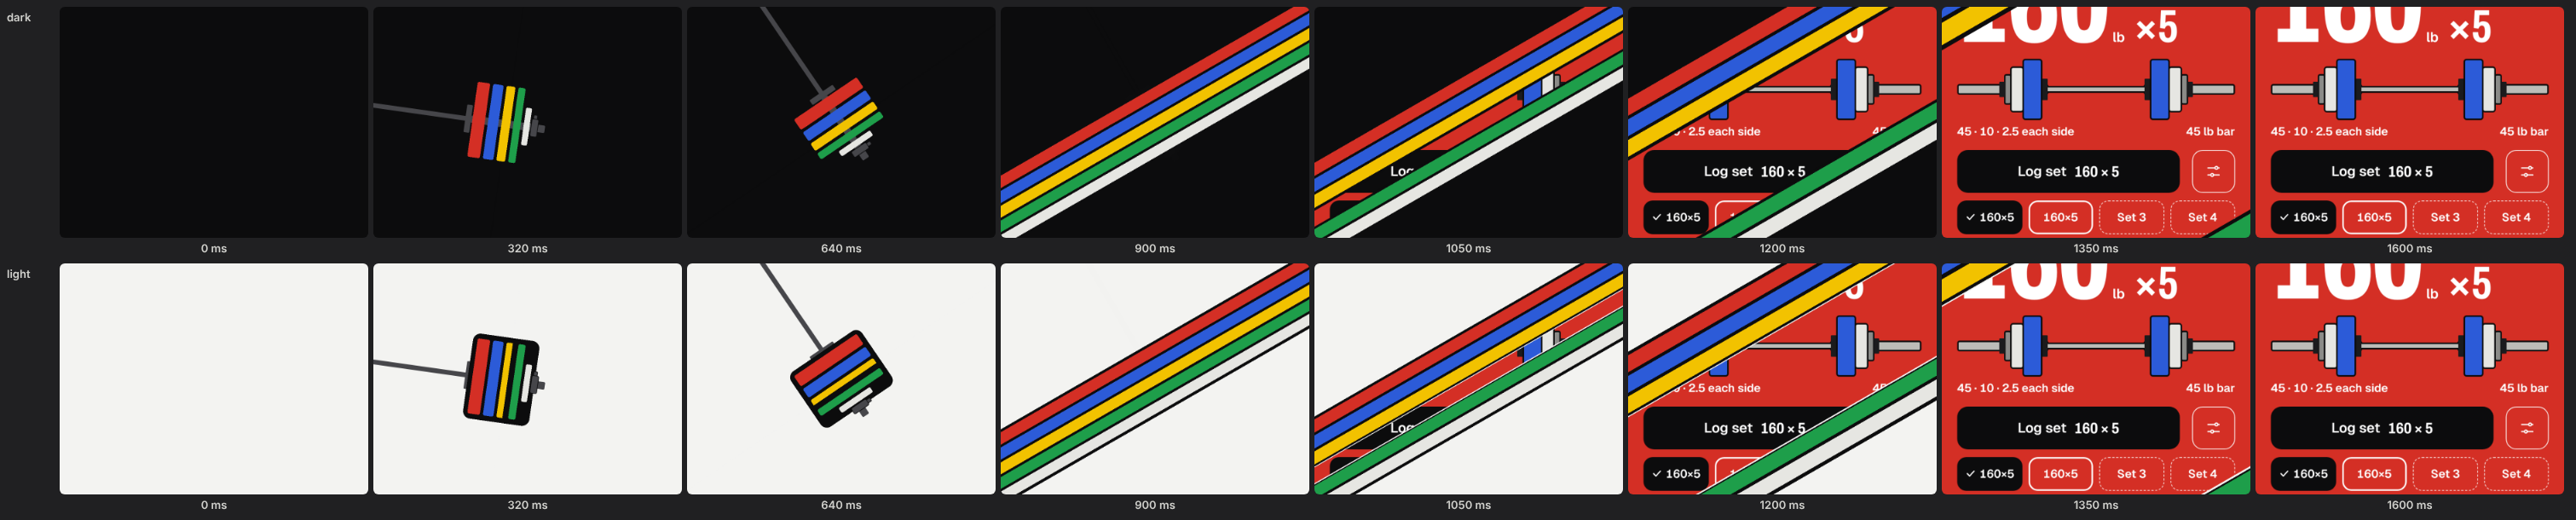 dark
160 lb ×5
160 lb ×5
45 · 10 · 2.5 each side 45 lb bar
45 · 10 · 2.5 each side 45 lb bar
Log set 160 × 5
Log set 160 × 5
Log set 160 × 5
✓ 160×5
✓ 160×5 160×5 Set 3 Set 4
✓ 160×5 160×5 Set 3 Set 4
0 ms 320 ms 640 ms 900 ms 1050 ms 1200 ms 1350 ms 1600 ms
light
160 lb ×5
160 lb ×5
· 2.5 each side
45 · 10 · 2.5 each side 45 lb bar
45 · 10 · 2.5 each side 45 lb bar
Log set 160 × 5
Log set 160 × 5
Log set 160 × 5
✓ 160×5
✓ 160×5 160×5 Set 3 Set 4
✓ 160×5 160×5 Set 3 Set 4
0 ms 320 ms 640 ms 900 ms 1050 ms 1200 ms 1350 ms 1600 ms